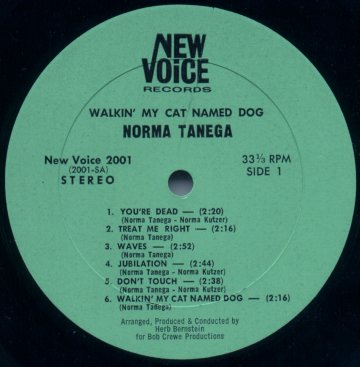 NEW
VOICE
RECORDS
WALKIN' MY CAT NAMED DOG
NORMA TANEGA
New Voice 2001
(2001-SA)
STEREO
33⅓ RPM
SIDE 1
1. YOU'RE DEAD — (2:20)
(Norma Tanega - Norma Kutzer)
2. TREAT ME RIGHT — (2:16)
(Norma Tanega)
3. WAVES — (2:52)
(Norma Tanega)
4. JUBILATION — (2:44)
(Norma Tanega - Norma Kutzer)
5. DON'T TOUCH — (2:38)
(Norma Tanega - Norma Kutzer)
6. WALKIN' MY CAT NAMED DOG — (2:16)
(Norma Tanega)
Arranged, Produced & Conducted by
Herb Bernstein
for Bob Crewe Productions